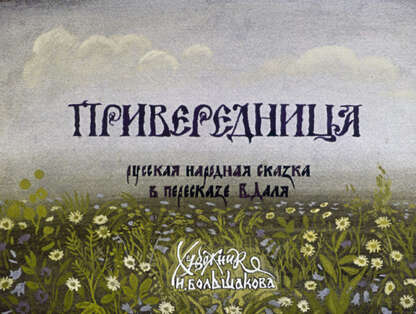 ПРИВЕРЕДНИЦА
РУССКАЯ НАРОДНАЯ СКАЗКА
В ПЕРЕСКАЗЕ В.ДАЛЯ
ХУДОЖНИК
Н.БОЛЬШАКОВА